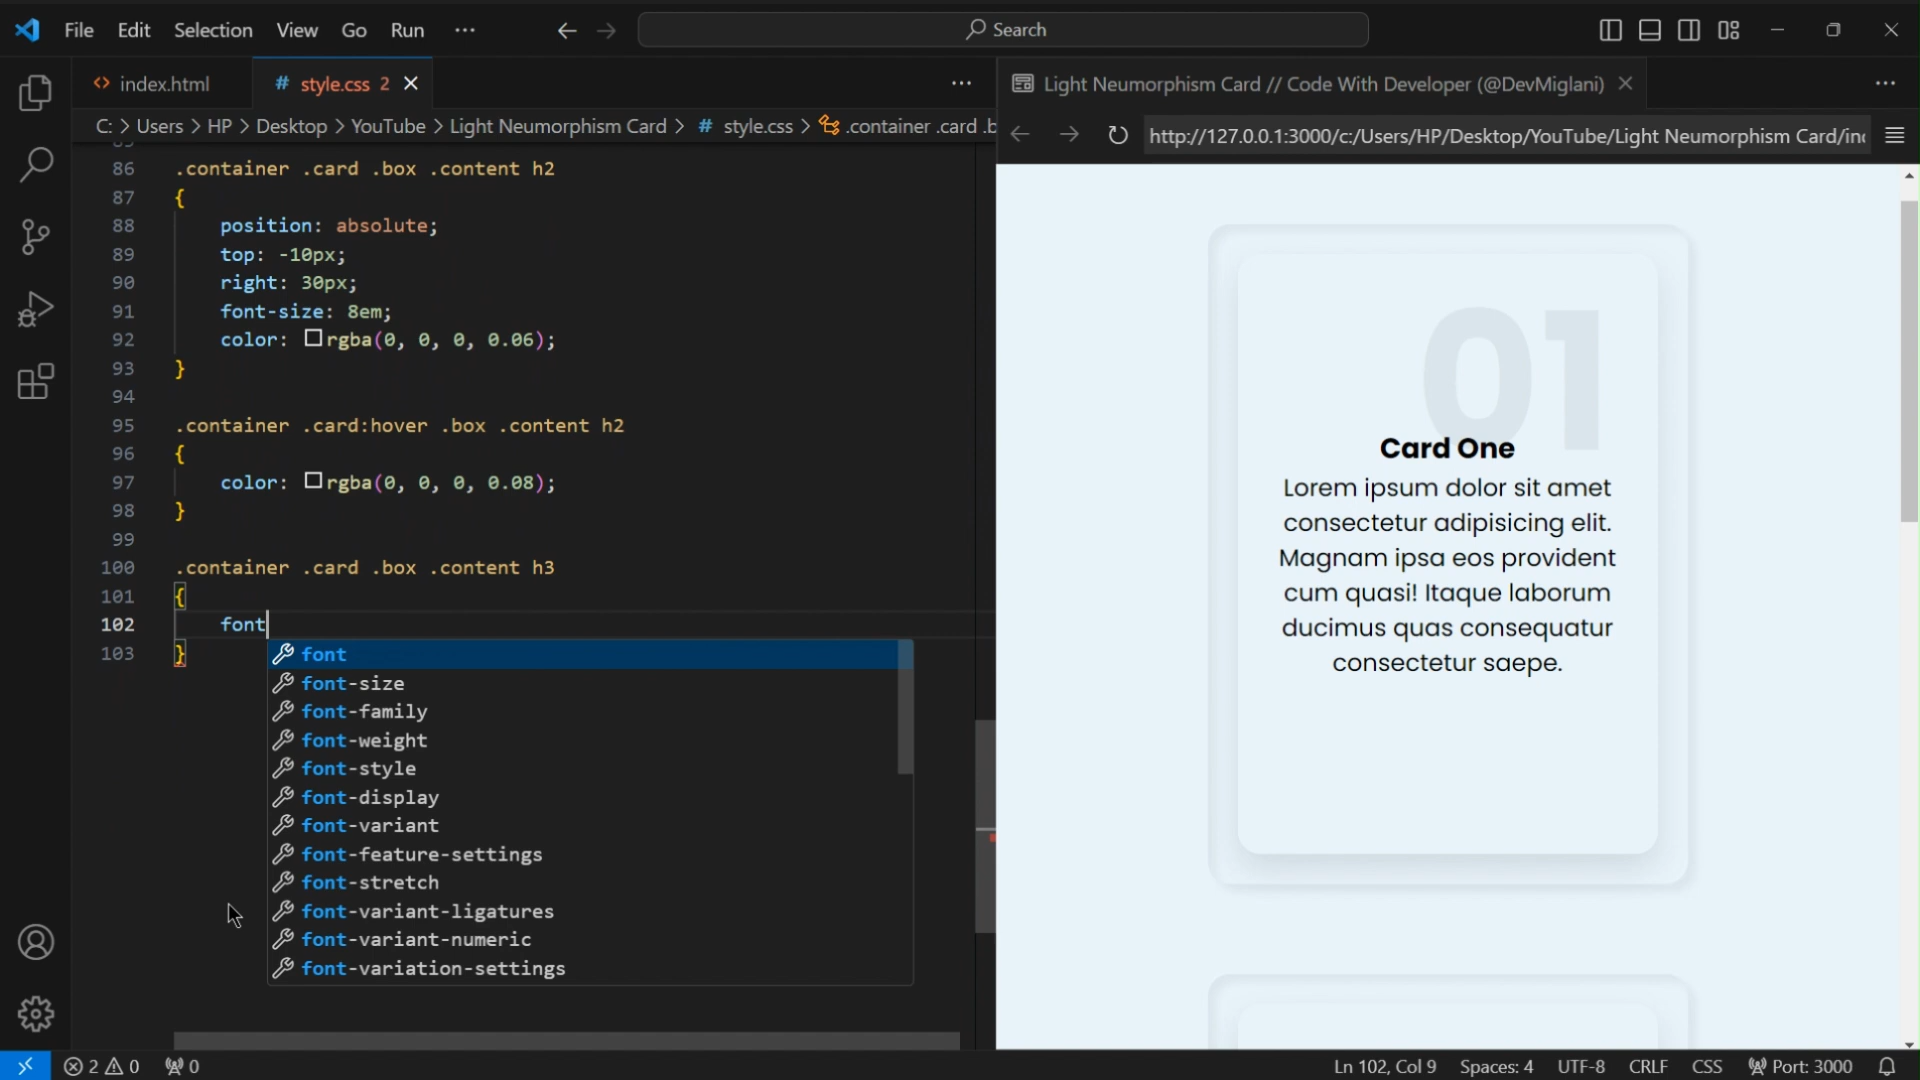 File Edit Selection View Go Run ··· Search
index.html # style.css 2
Light Neumorphism Card // Code With Developer (@DevMiglani)
C: > Users > HP > Desktop > YouTube > Light Neumorphism Card > # style.css > .container .card .b
http://127.0.0.1:3000/c:/Users/HP/Desktop/YouTube/Light Neumorphism Card/in
86 .container .card .box .content h2
87 {
88 position: absolute;
89 top: -10px;
90 right: 30px;
91 font-size: 8em;
92 color: rgba(0, 0, 0, 0.06);
93 }
94
95 .container .card:hover .box .content h2
96 {
97 color: rgba(0, 0, 0, 0.08);
98 }
99
100 .container .card .box .content h3
101 {
102 font
103 }
font
font-size
font-family
font-weight
font-style
font-display
font-variant
font-feature-settings
font-stretch
font-variant-ligatures
font-variant-numeric
font-variation-settings
01
Card One
Lorem ipsum dolor sit amet
consectetur adipisicing elit.
Magnam ipsa eos provident
cum quasi! Itaque laborum
ducimus quas consequatur
consectetur saepe.
2 0 0 Ln 102, Col 9 Spaces: 4 UTF-8 CRLF CSS Port: 3000